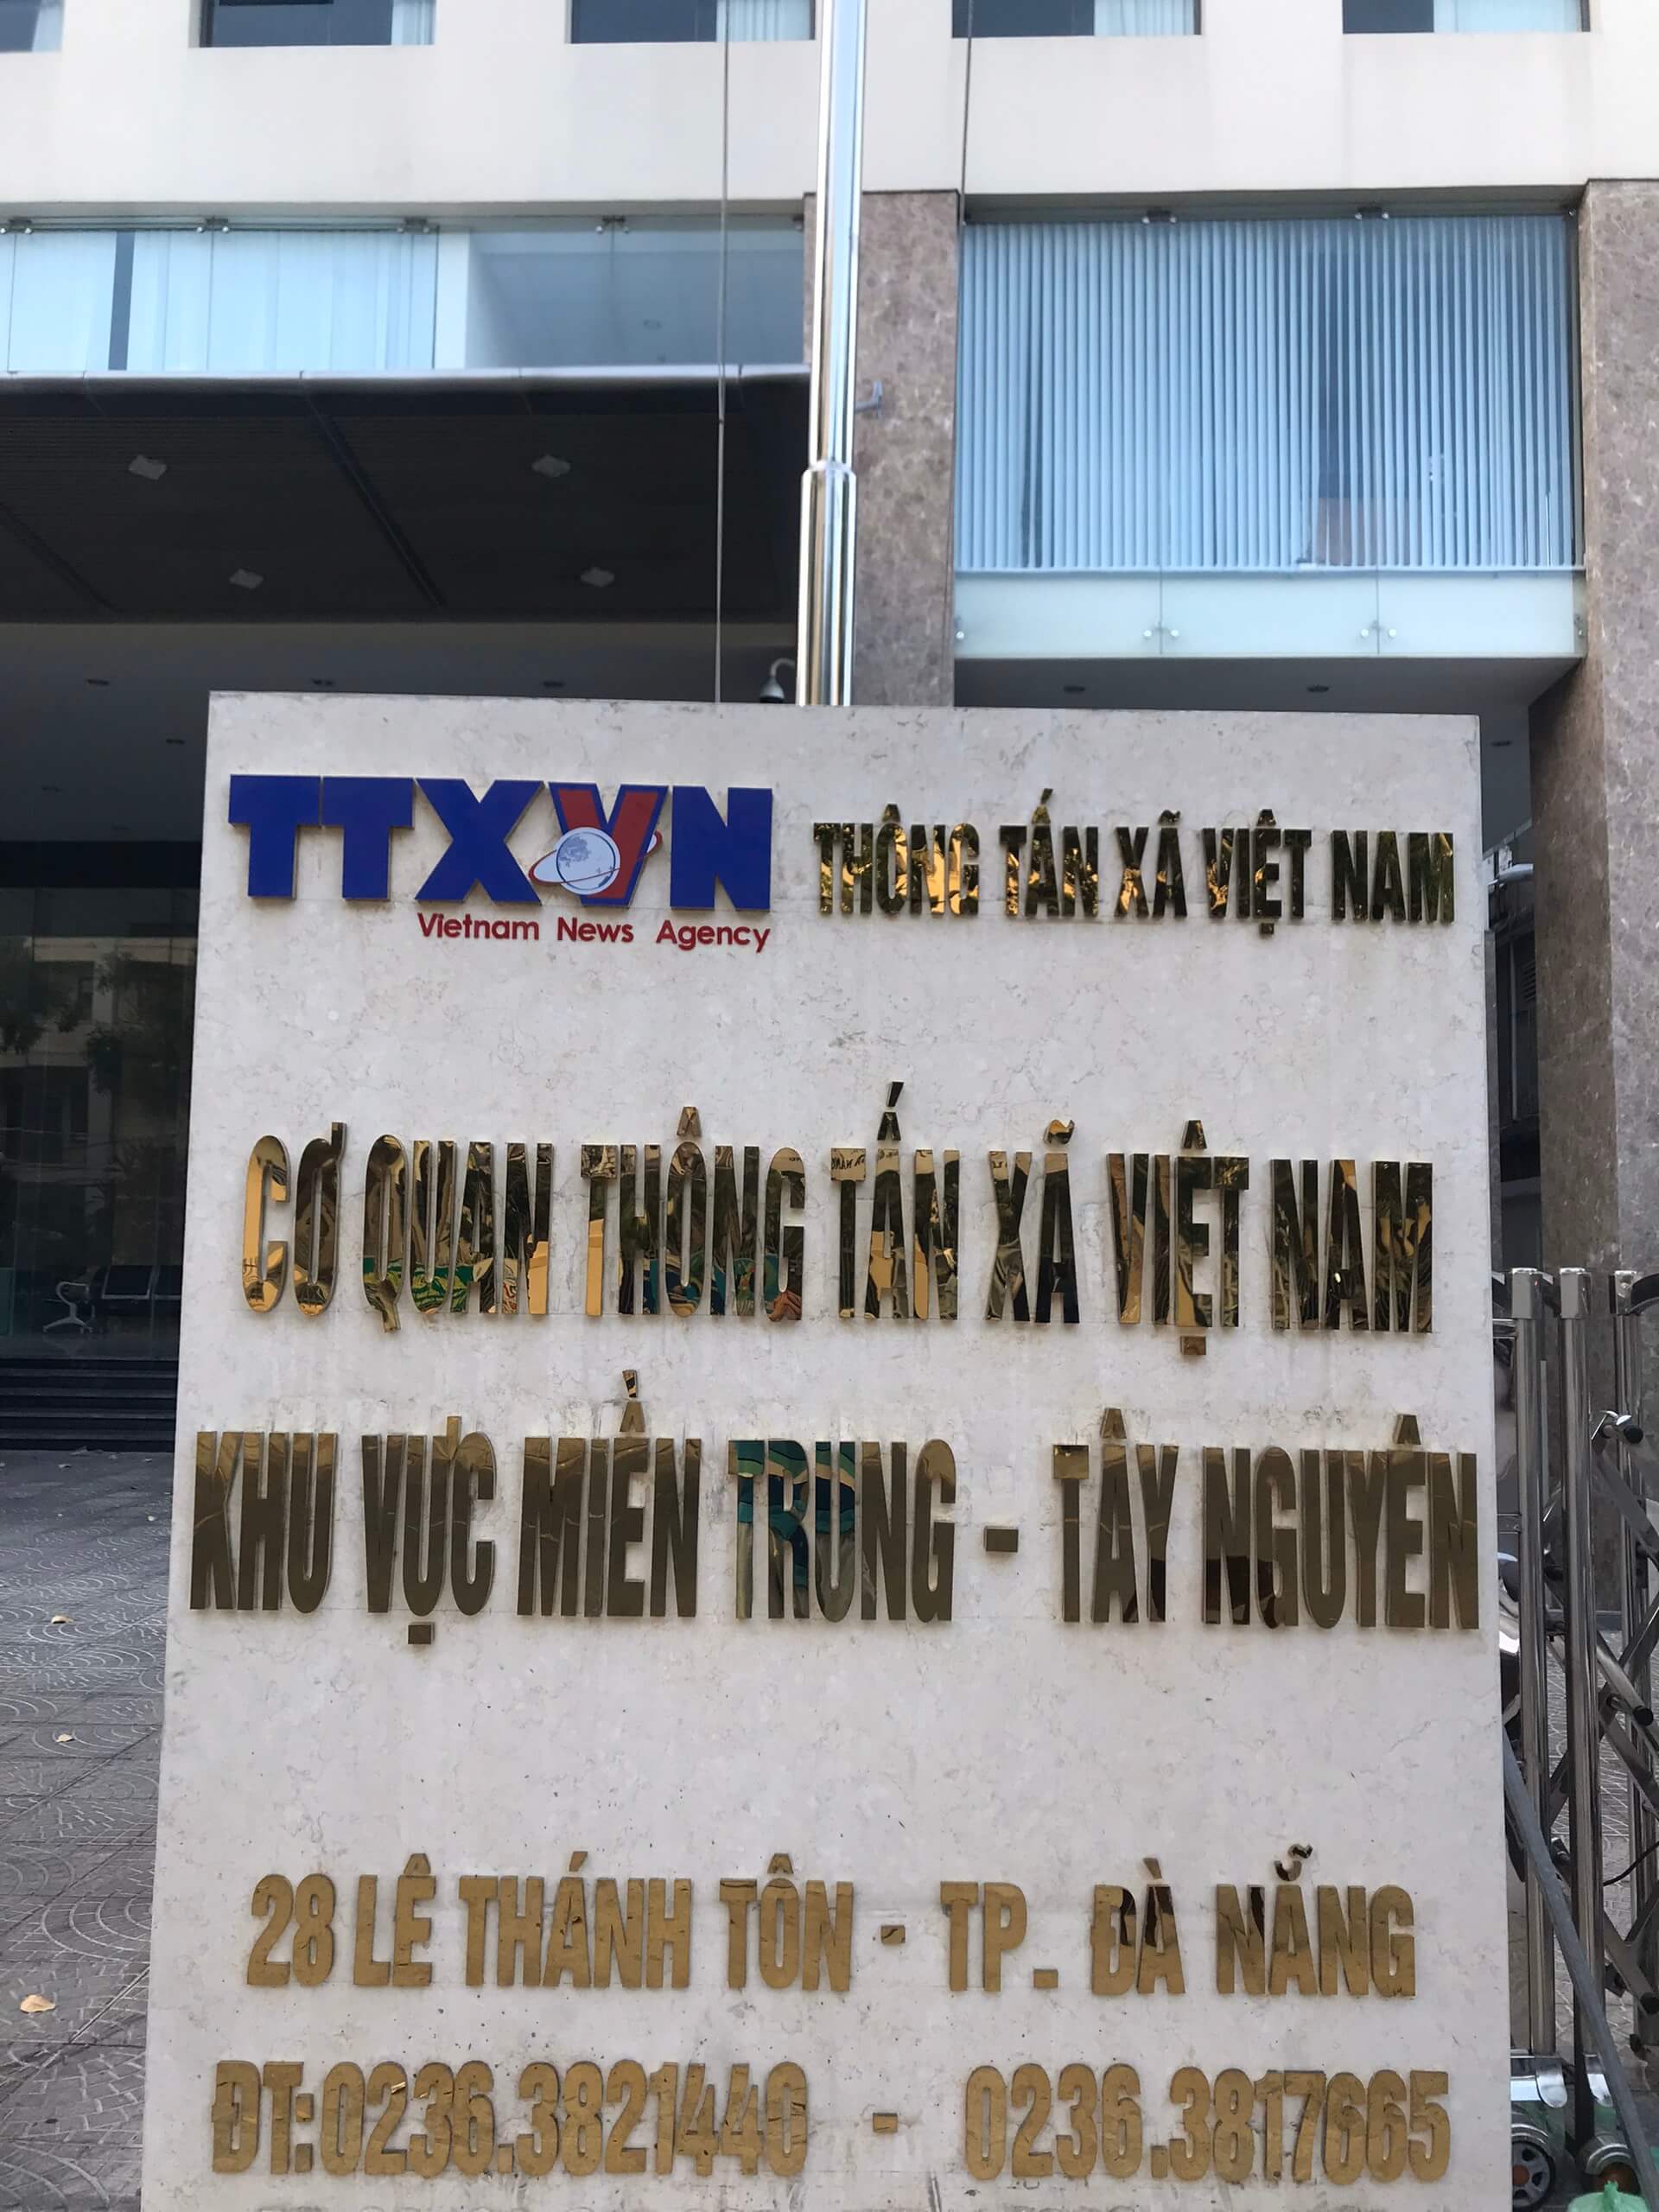 TTXVN
Vietnam News Agency
THÔNG TẤN XÃ VIỆT NAM
CƠ QUAN THÔNG TẤN XÃ VIỆT NAM
KHU VỰC MIỀN TRUNG - TÂY NGUYÊN
28 LÊ THÁNH TÔN - TP. ĐÀ NẴNG
ĐT:0236.3821440 - 0236.3817665